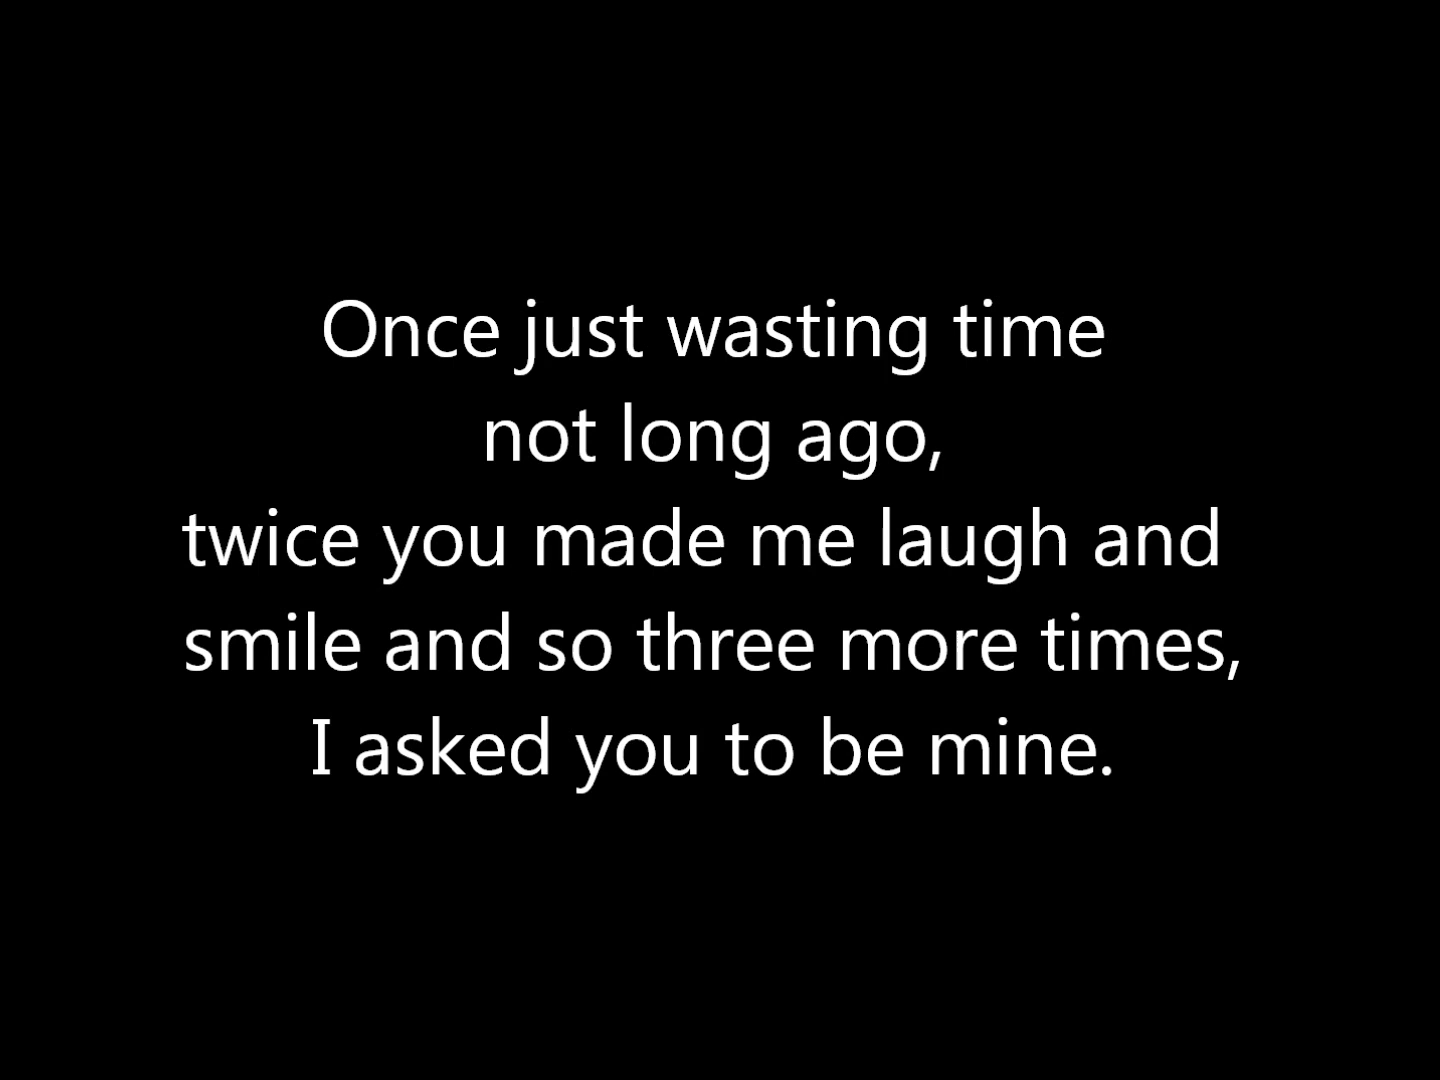 Once just wasting time
not long ago,
twice you made me laugh and
smile and so three more times,
I asked you to be mine.